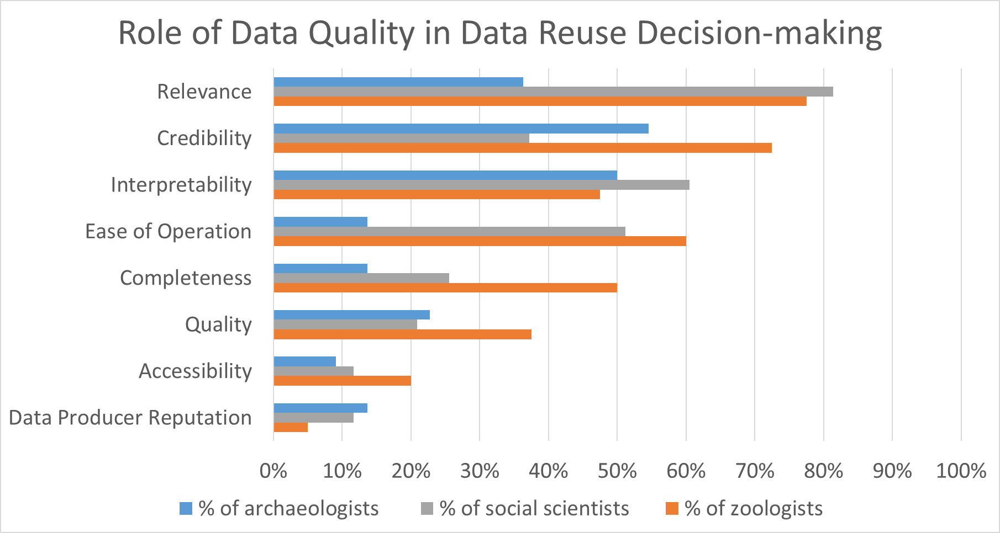 Role of Data Quality in Data Reuse Decision-making
Relevance
Credibility
Interpretability
Ease of Operation
Completeness
Quality
Accessibility
Data Producer Reputation
0% 10% 20% 30% 40% 50% 60% 70% 80% 90% 100%
% of archaeologists % of social scientists % of zoologists